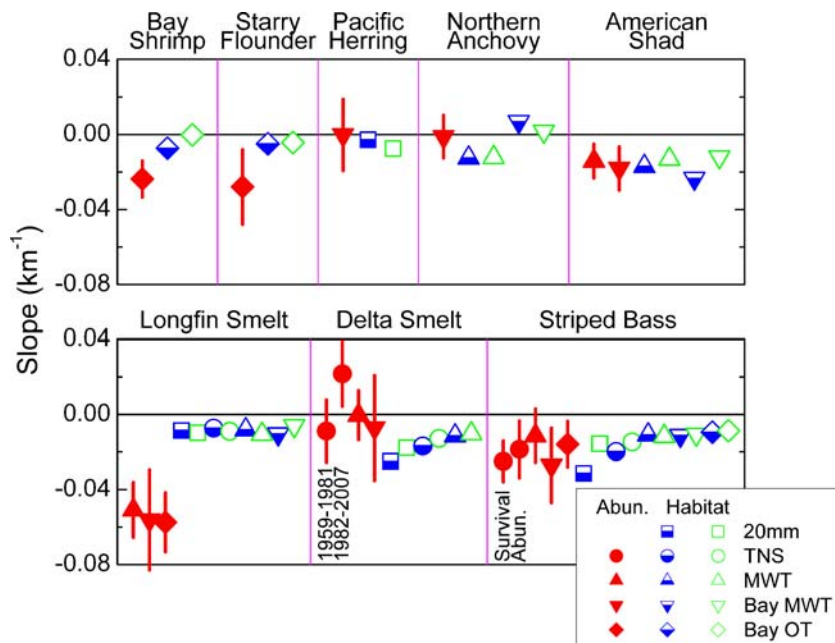 Bay Shrimp
Starry Flounder
Pacific Herring
Northern Anchovy
American Shad
0.04
0.00
-0.04
-0.08
Slope (km-1)
Longfin Smelt
Delta Smelt
Striped Bass
0.04
0.00
-0.04
-0.08
1959-1981
1982-2007
Survival
Abun.
Abun. Habitat
20mm
TNS
MWT
Bay MWT
Bay OT